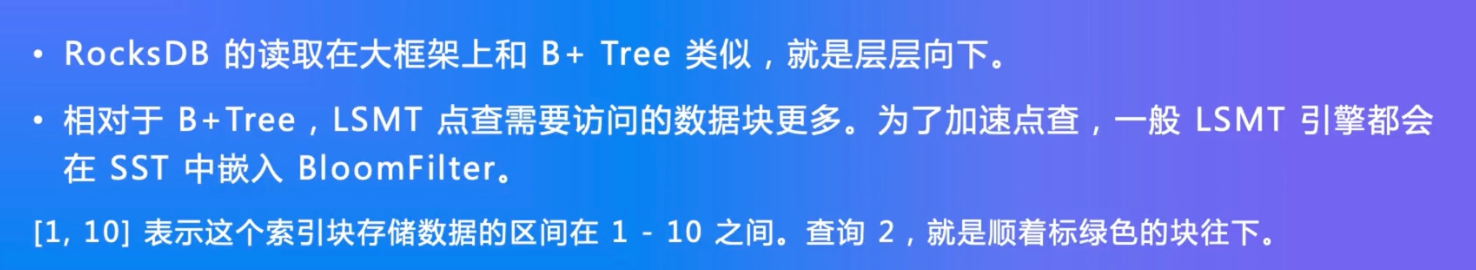 • RocksDB 的读取在大框架上和 B+ Tree 类似，就是层层向下。
• 相对于 B+Tree，LSMT 点查需要访问的数据块更多。为了加速点查，一般 LSMT 引擎都会
在 SST 中嵌入 BloomFilter。
[1, 10] 表示这个索引块存储数据的区间在 1 - 10 之间。查询 2，就是顺着标绿色的块往下。